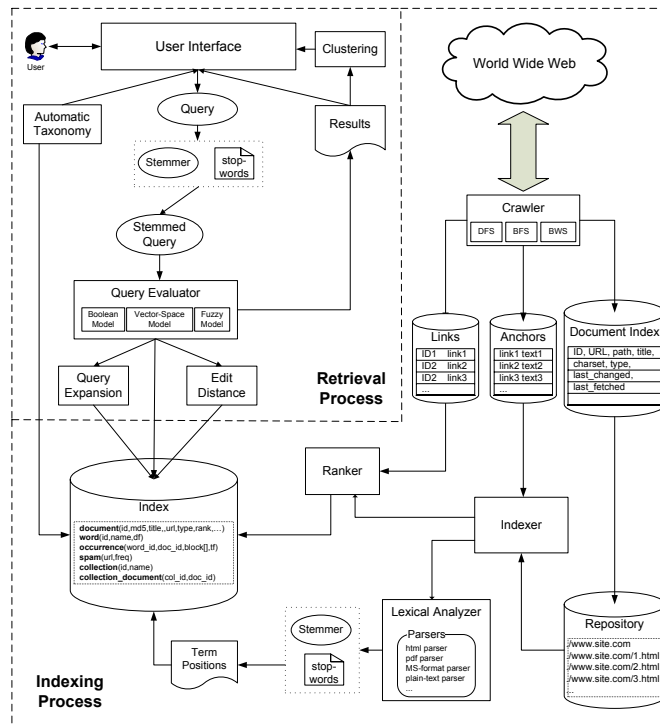 User Interface
User
Clustering
World Wide Web
Automatic
Taxonomy
Query
Results
Stemmer
stop-
words
Stemmed
Query
Crawler
DFS
BFS
BWS
Query Evaluator
Boolean
Model
Vector-Space
Model
Fuzzy
Model
Links
ID1 link1
ID2 link2
ID2 link3
...
Anchors
link1 text1
link2 text2
link3 text3
...
Document Index
ID, URL, path, title,
charset, type,
last_changed,
last_fetched
Query
Expansion
Edit
Distance
Retrieval
Process
Ranker
Index
document(id,md5,title,,url,type,rank,...)
word(id,name,df)
occurrence(word_id,doc_id,block[],tf)
spam(url,freq)
collection(id,name)
collection_document(col_id,doc_id)
Indexer
Lexical Analyzer
Parsers
html parser
pdf parser
MS-format parser
plain-text parser
...
Repository
/www.site.com
/www.site.com/1.html
/www.site.com/2.html
/www.site.com/3.html
...
Stemmer
stop-
words
Term
Positions
Indexing
Process